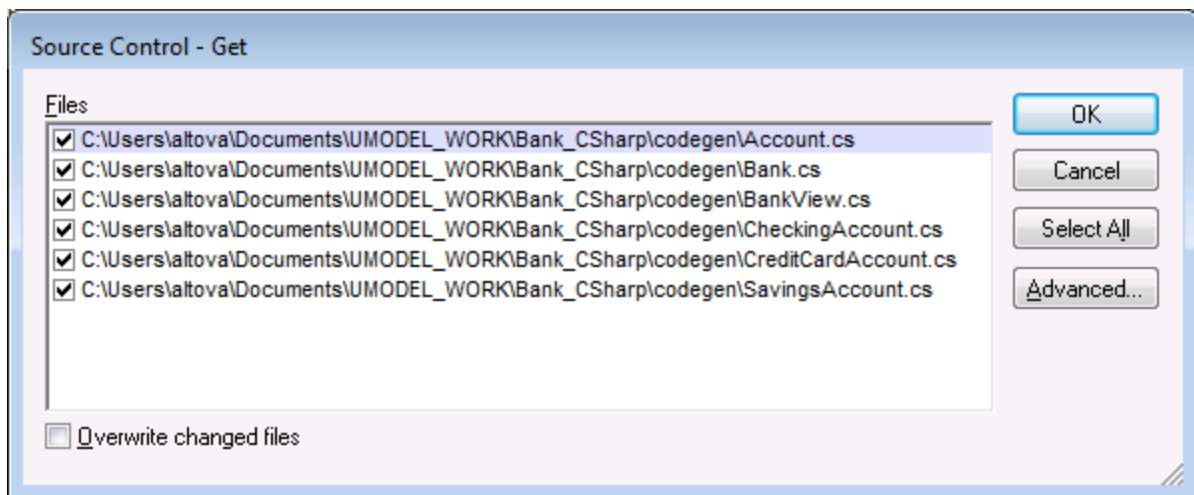 Source Control - Get
Files
OK
C:\Users\altova\Documents\UMODEL_WORK\Bank_CSharp\codegen\Account.cs
C:\Users\altova\Documents\UMODEL_WORK\Bank_CSharp\codegen\Bank.cs
Cancel
C:\Users\altova\Documents\UMODEL_WORK\Bank_CSharp\codegen\BankView.cs
C:\Users\altova\Documents\UMODEL_WORK\Bank_CSharp\codegen\CheckingAccount.cs
Select All
C:\Users\altova\Documents\UMODEL_WORK\Bank_CSharp\codegen\CreditCardAccount.cs
C:\Users\altova\Documents\UMODEL_WORK\Bank_CSharp\codegen\SavingsAccount.cs
Advanced...
Overwrite changed files